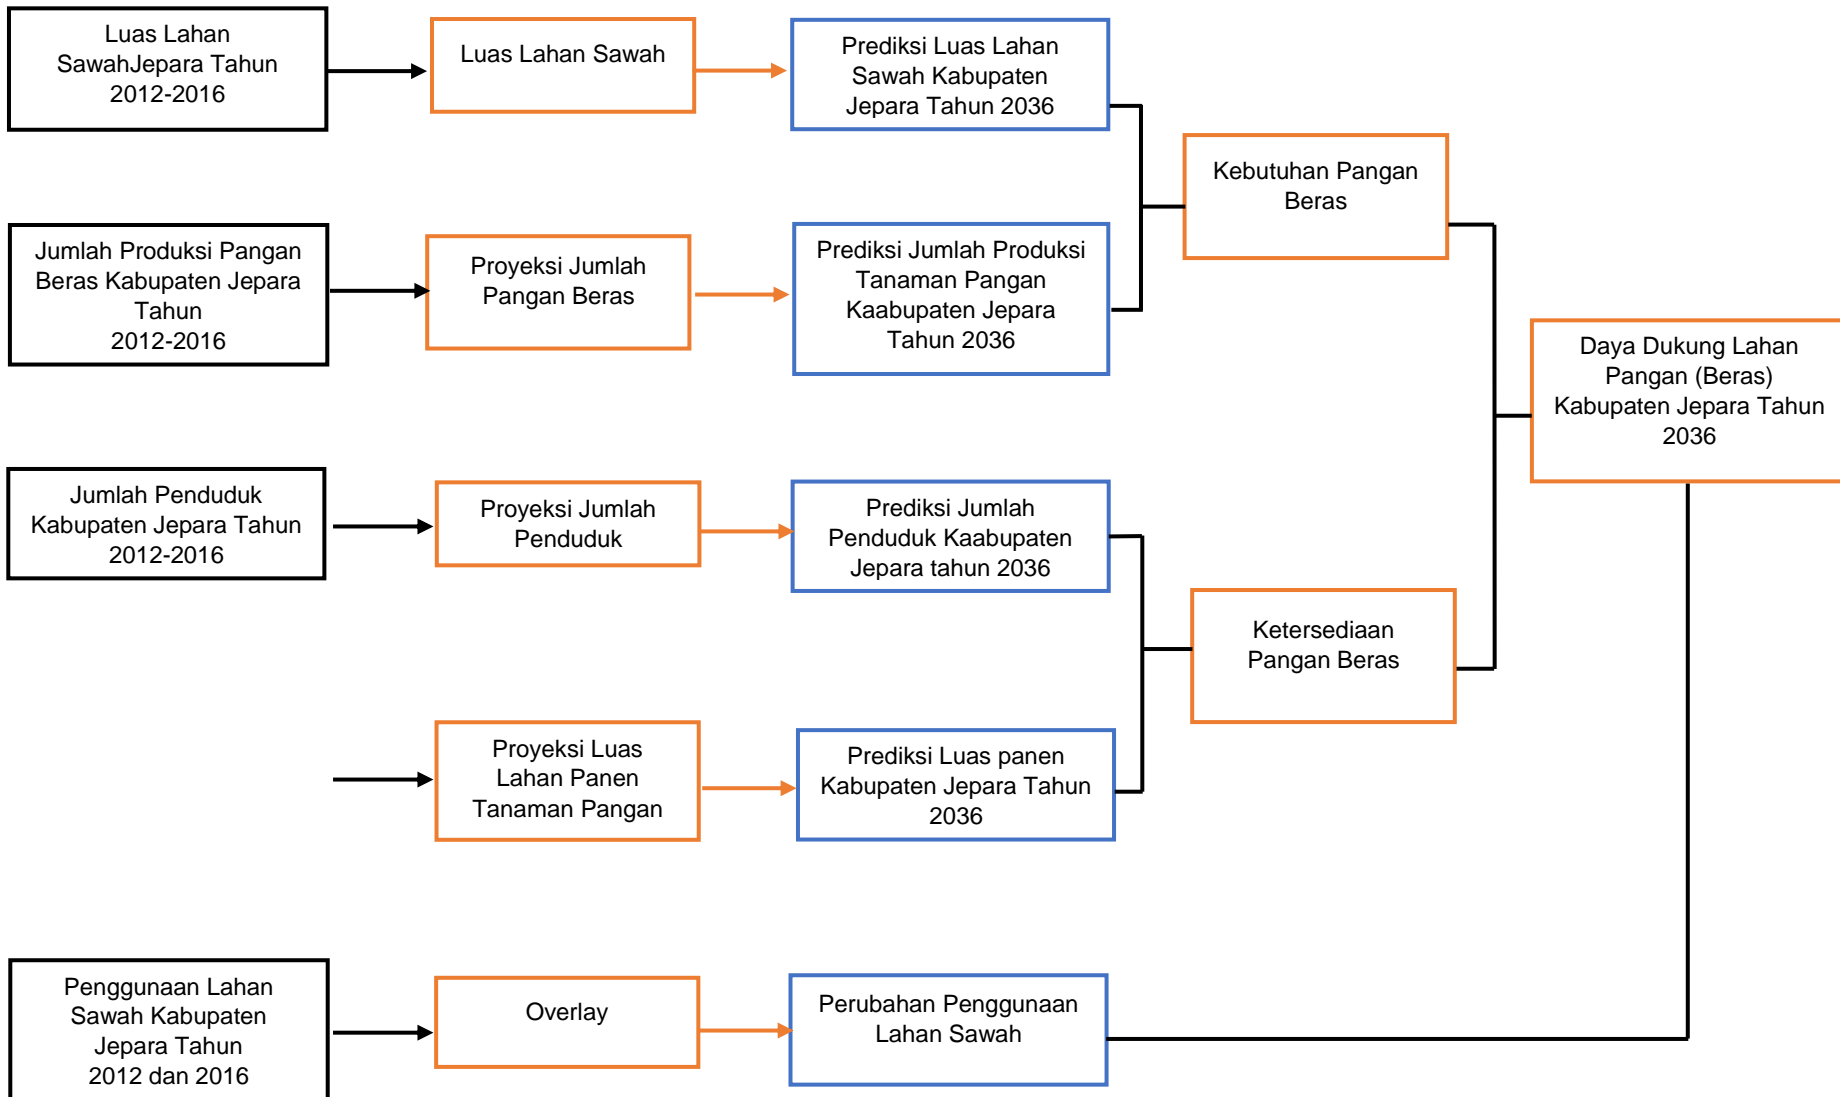 Luas Lahan
SawahJepara Tahun
2012-2016
Luas Lahan Sawah
Prediksi Luas Lahan
Sawah Kabupaten
Jepara Tahun 2036
Kebutuhan Pangan
Beras
Jumlah Produksi Pangan
Beras Kabupaten Jepara
Tahun
2012-2016
Proyeksi Jumlah
Pangan Beras
Prediksi Jumlah Produksi
Tanaman Pangan
Kaabupaten Jepara
Tahun 2036
Daya Dukung Lahan
Pangan (Beras)
Kabupaten Jepara Tahun
2036
Jumlah Penduduk
Kabupaten Jepara Tahun
2012-2016
Proyeksi Jumlah
Penduduk
Prediksi Jumlah
Penduduk Kaabupaten
Jepara tahun 2036
Ketersediaan
Pangan Beras
Proyeksi Luas
Lahan Panen
Tanaman Pangan
Prediksi Luas panen
Kabupaten Jepara Tahun
2036
Penggunaan Lahan
Sawah Kabupaten
Jepara Tahun
2012 dan 2016
Overlay
Perubahan Penggunaan
Lahan Sawah